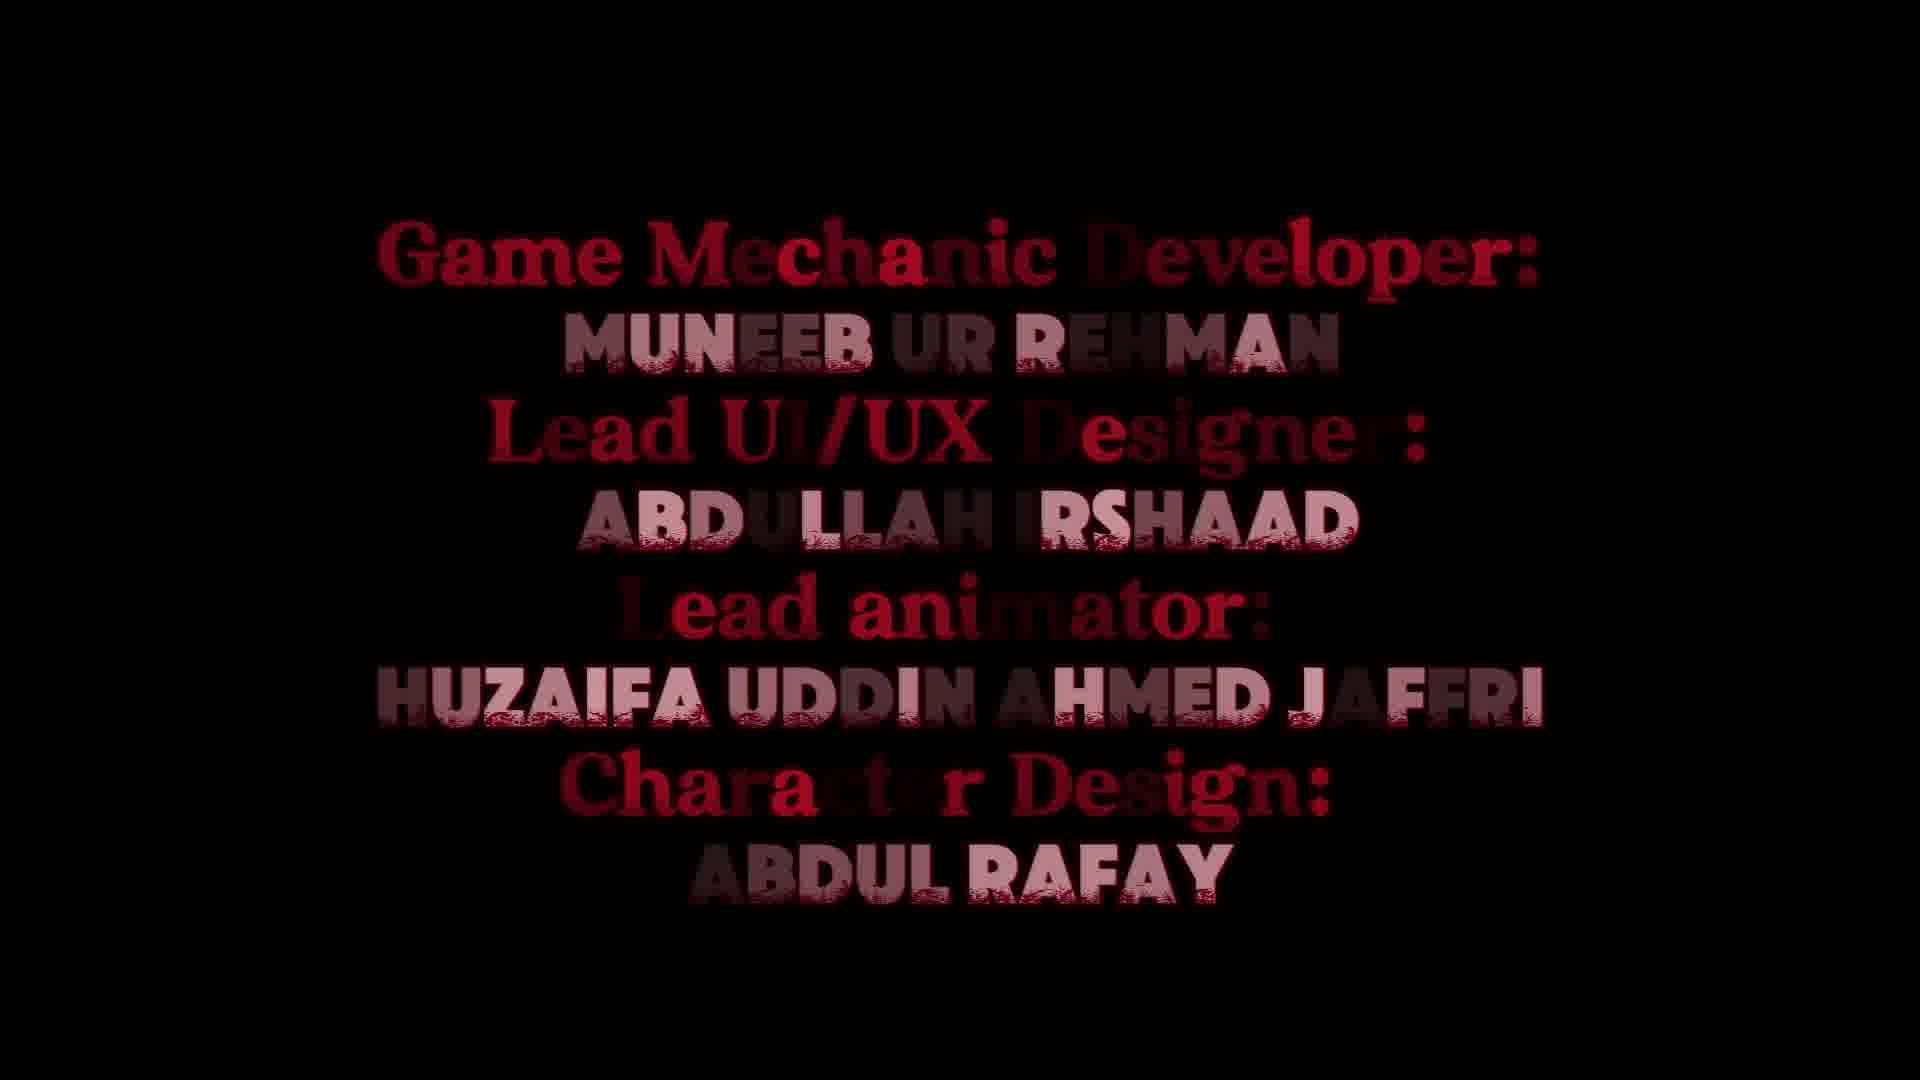 Game Mechanic Developer:
MUNEEB UR REHMAN
Lead UI/UX Designer:
ABDULLAH IRSHAAD
Lead animator:
HUZAIFA UDDIN AHMED JAFFRI
Character Design:
ABDUL RAFAY